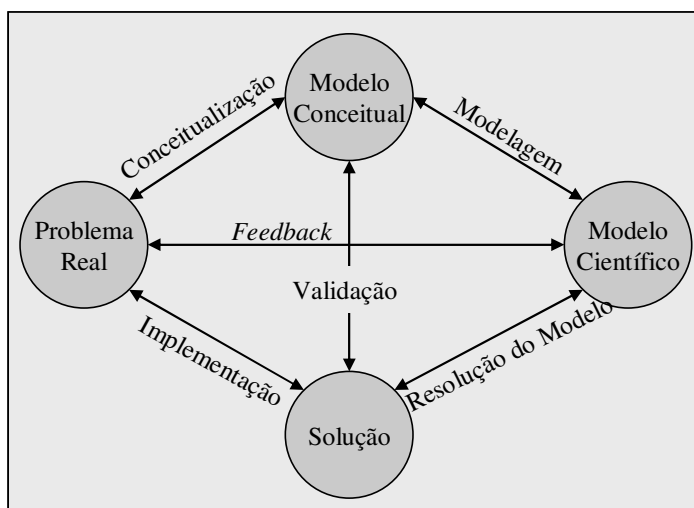 Modelo
Conceitual
Conceitualização
Modelagem
Problema
Real
Feedback
Modelo
Científico
Validação
Implementação
Resolução do Modelo
Solução